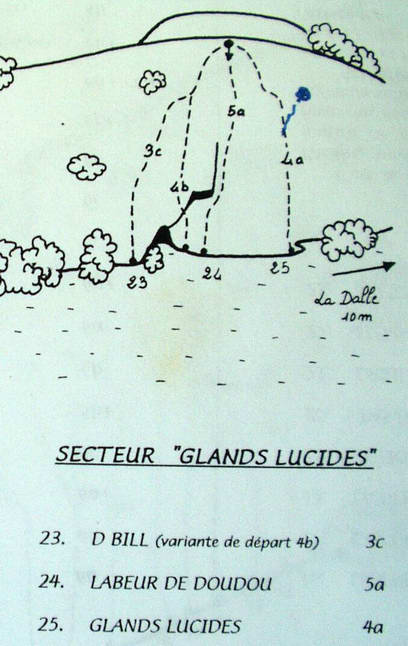 5a
3c
4a
4b
23
24
25
La Dalle
10m
SECTEUR "GLANDS LUCIDES"
23. D BILL (variante de départ 4b) 3c
24. LABEUR DE DOUDOU 5a
25. GLANDS LUCIDES 4a